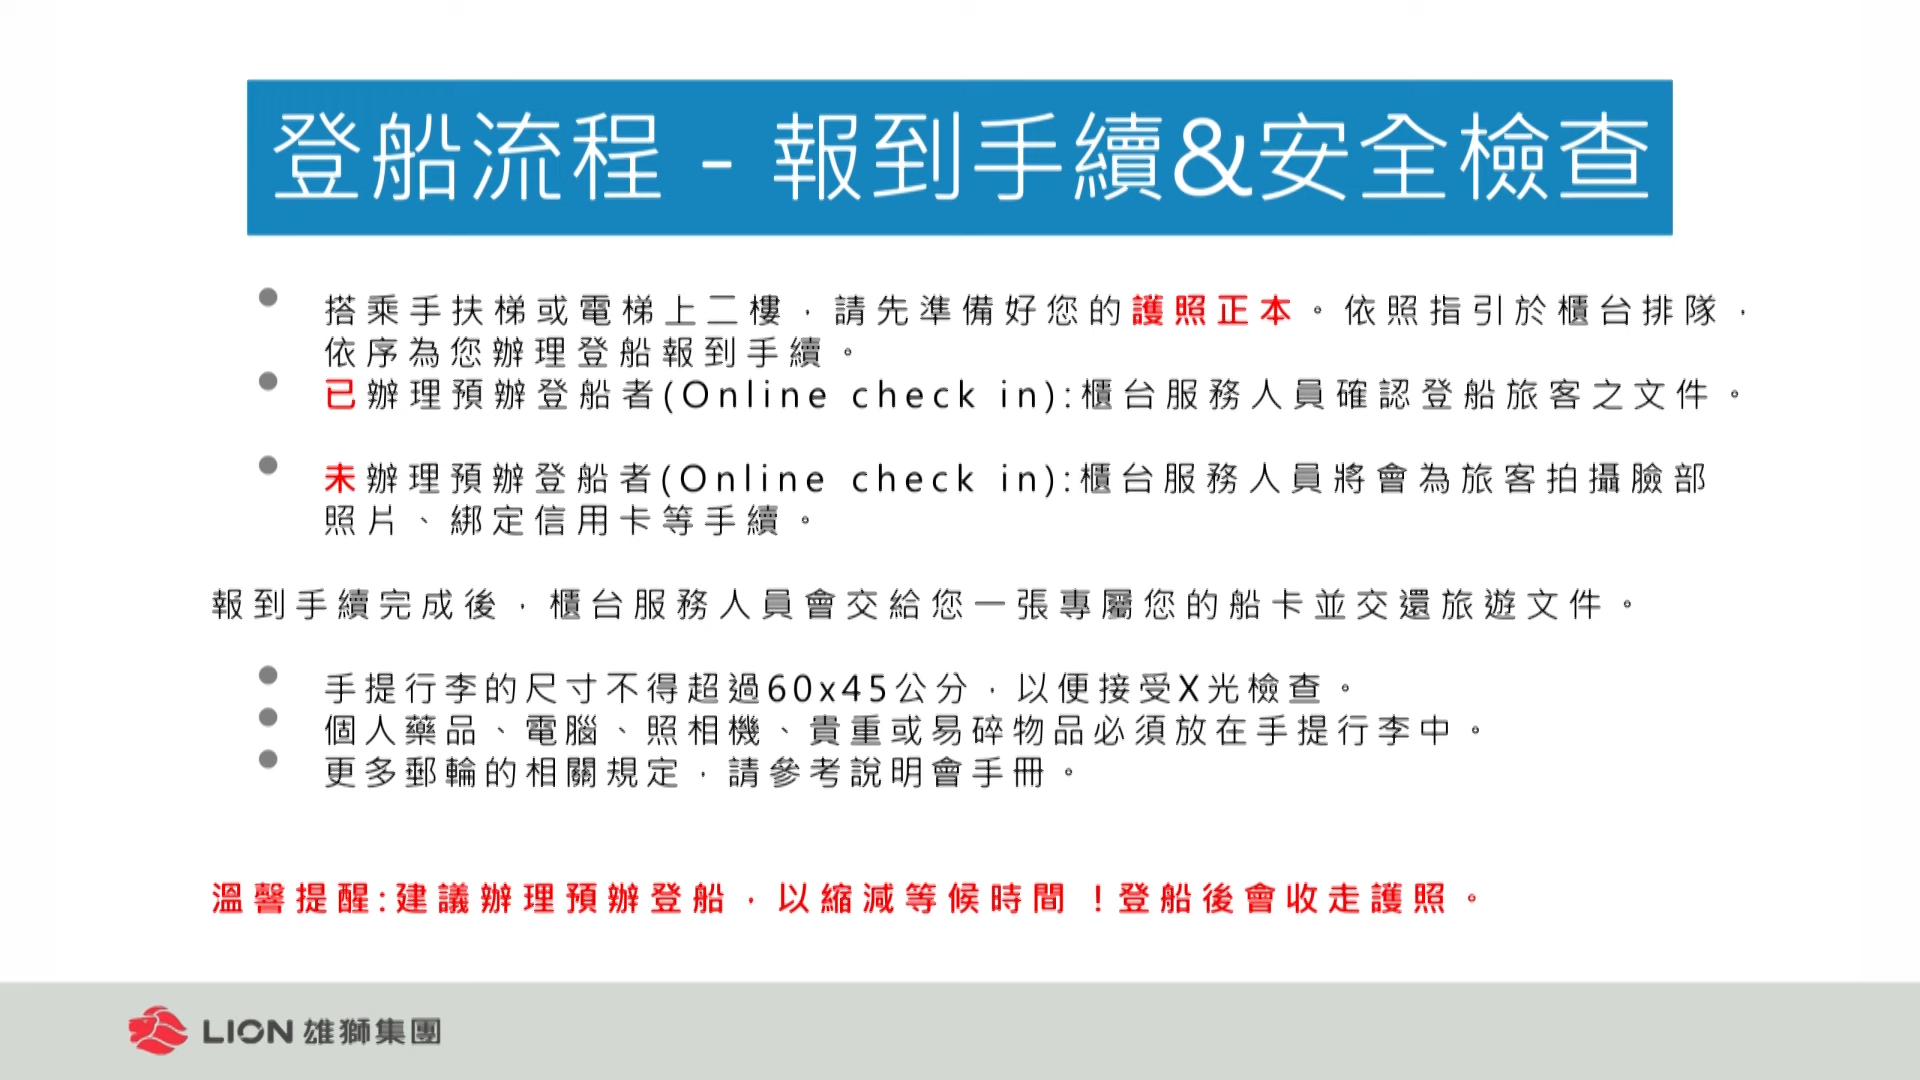 登船流程 - 報到手續&安全檢查
搭乘手扶梯或電梯上二樓，請先準備好您的護照正本。依照指引於櫃台排隊，
依序為您辦理登船報到手續。
已辦理預辦登船者(Online check in):櫃台服務人員確認登船旅客之文件。
未辦理預辦登船者(Online check in):櫃台服務人員將會為旅客拍攝臉部
照片、綁定信用卡等手續。
報到手續完成後，櫃台服務人員會交給您一張專屬您的船卡並交還旅遊文件。
手提行李的尺寸不得超過60x45公分，以便接受X光檢查。
個人藥品、電腦、照相機、貴重或易碎物品必須放在手提行李中。
更多郵輪的相關規定，請參考說明會手冊。
溫馨提醒:建議辦理預辦登船，以縮減等候時間！登船後會收走護照。
LION 雄獅集團